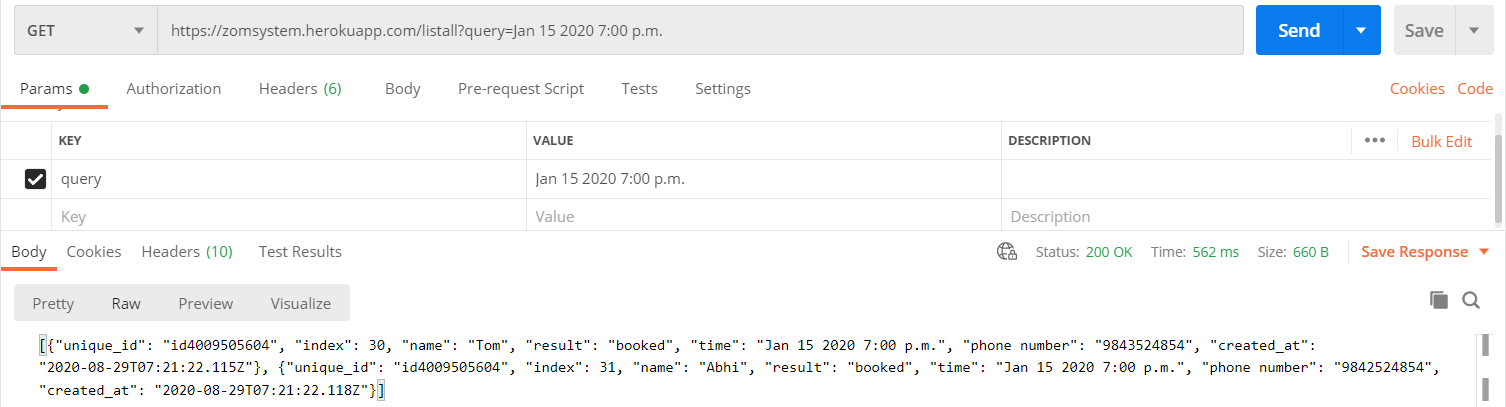 GET https://zomsystem.herokuapp.com/listall?query=Jan 15 2020 7:00 p.m. Send Save
Params Authorization Headers (6) Body Pre-request Script Tests Settings Cookies Code
KEY VALUE DESCRIPTION ••• Bulk Edit
query Jan 15 2020 7:00 p.m.
Key Value Description
Body Cookies Headers (10) Test Results Status: 200 OK Time: 562 ms Size: 660 B Save Response
Pretty Raw Preview Visualize
[{"unique_id": "id4009505604", "index": 30, "name": "Tom", "result": "booked", "time": "Jan 15 2020 7:00 p.m.", "phone number": "9843524854", "created_at":
"2020-08-29T07:21:22.115Z"}, {"unique_id": "id4009505604", "index": 31, "name": "Abhi", "result": "booked", "time": "Jan 15 2020 7:00 p.m.", "phone number": "9842524854",
"created_at": "2020-08-29T07:21:22.118Z"}]